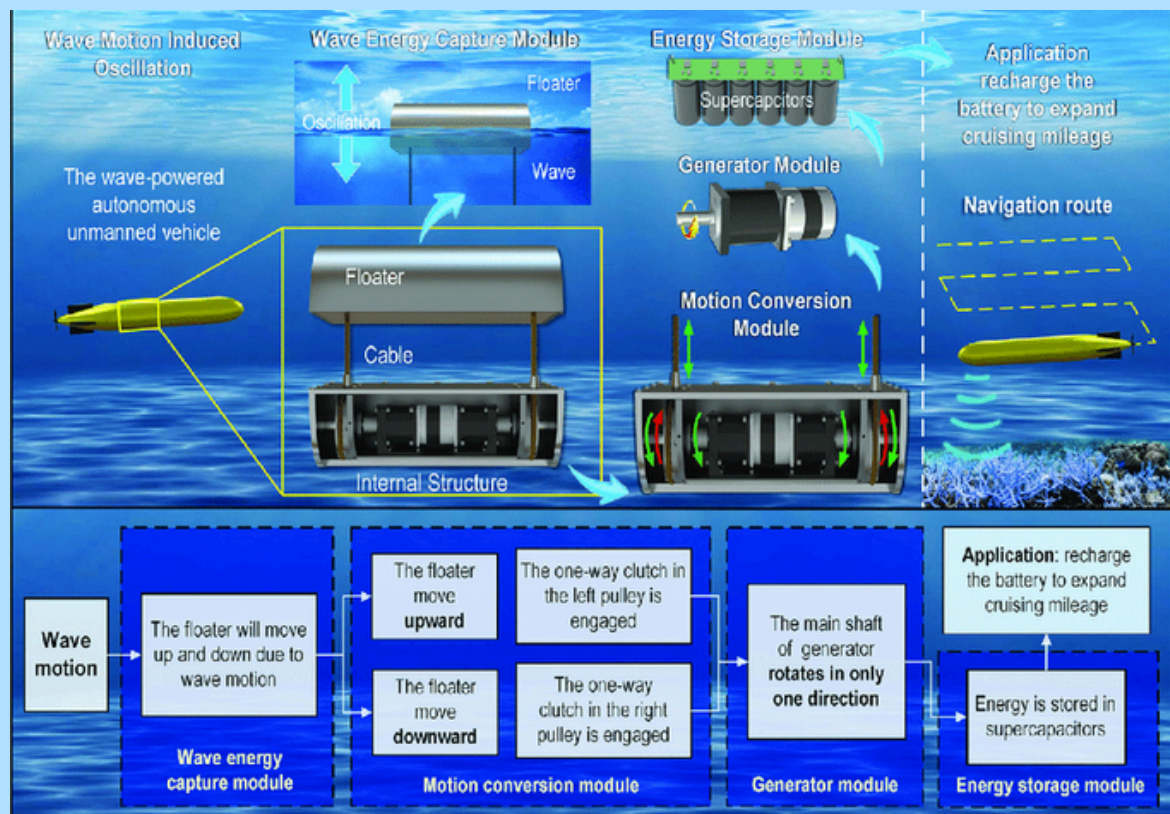 Wave Motion Induced
Oscillation
Wave Energy Capture Module
Floater
Oscillation
Wave
Energy Storage Module
Supercapcitors
Application
recharge the
battery to expand
cruising mileage
The wave-powered
autonomous
unmanned vehicle
Generator Module
Navigation route
Floater
Cable
Internal Structure
Motion Conversion
Module
Wave
motion
The floater will move
up and down due to
wave motion
Wave energy
capture module
The floater
move
upward
The one-way clutch in
the left pulley is
engaged
The floater
move
downward
The one-way
clutch in the right
pulley is engaged
Motion conversion module
The main shaft
of generator
rotates in only
one direction
Generator module
Application: recharge
the battery to expand
cruising mileage
Energy is stored in
supercapacitors
Energy storage module